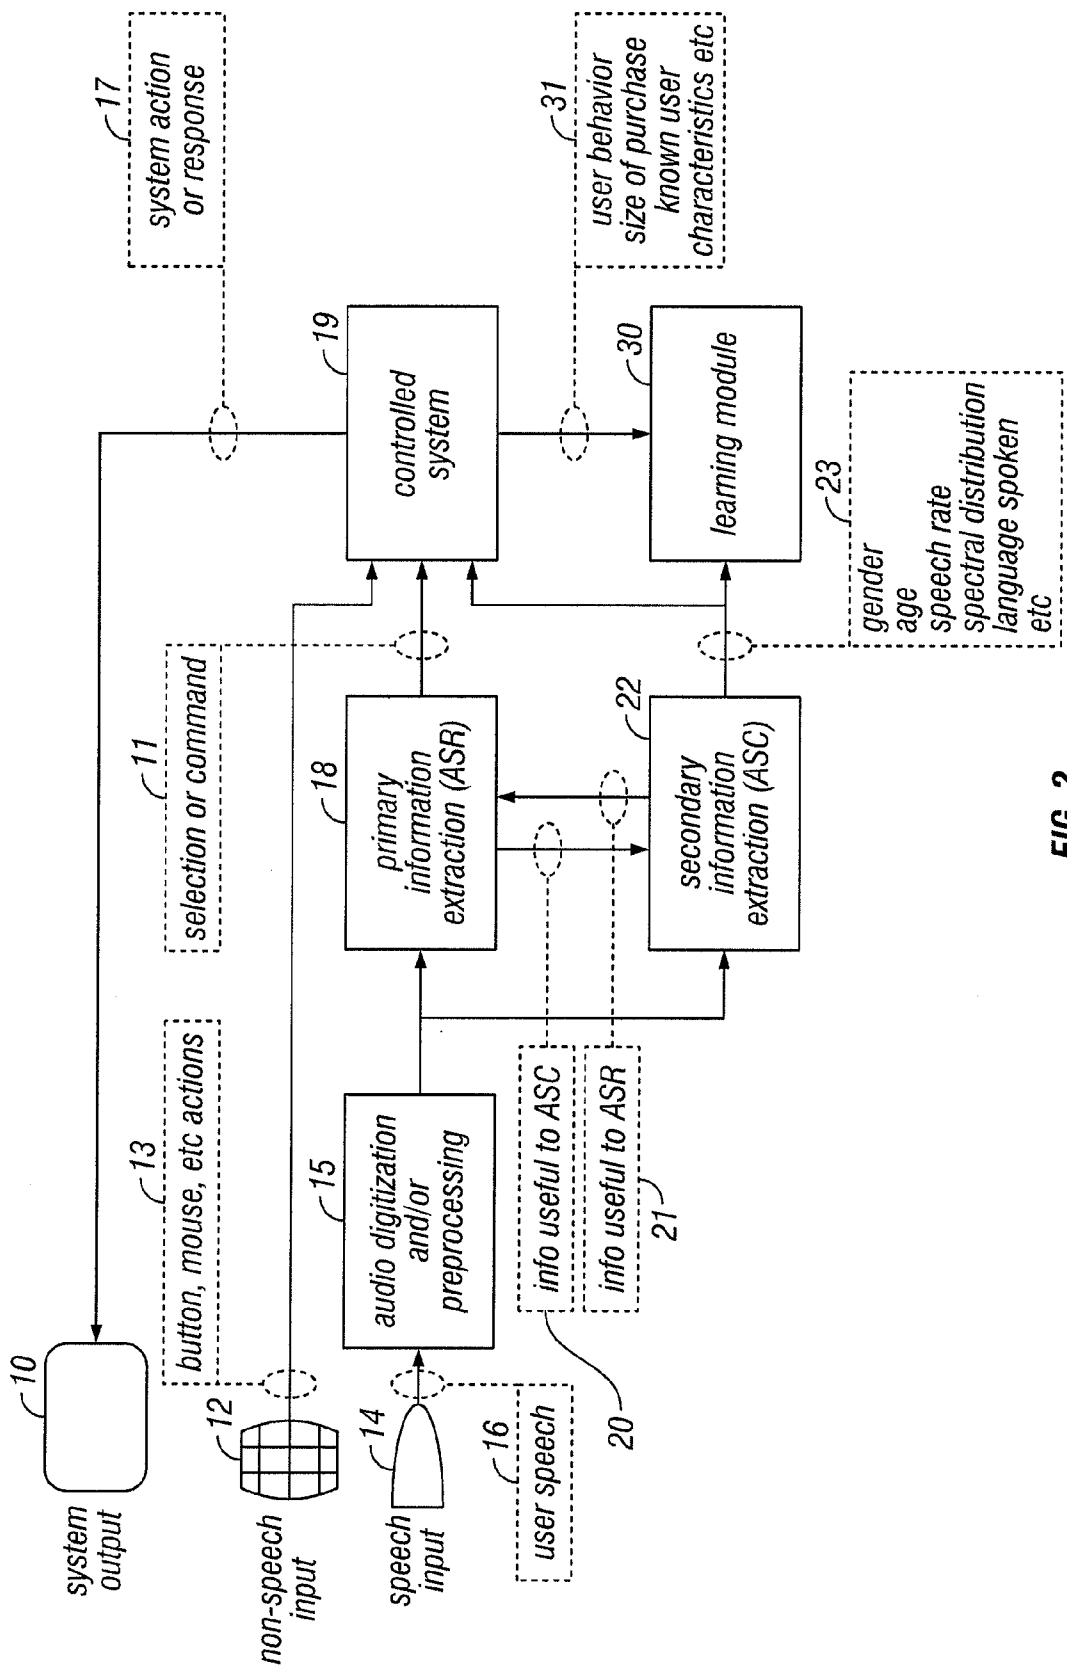 17
system action
or response
31
user behavior
size of purchase
known user
characteristics etc
19
controlled
system
30
learning module
23
gender
age
speech rate
spectral distribution
language spoken
etc
11
selection or command
18
primary
information
extraction (ASR)
22
secondary
information
extraction (ASC)
13
button, mouse, etc actions
15
audio digitization
and/or
preprocessing
info useful to ASC
20
info useful to ASR
21
10
system
output
12
non-speech
input
14
speech
input
16
user speech
FIG. 2